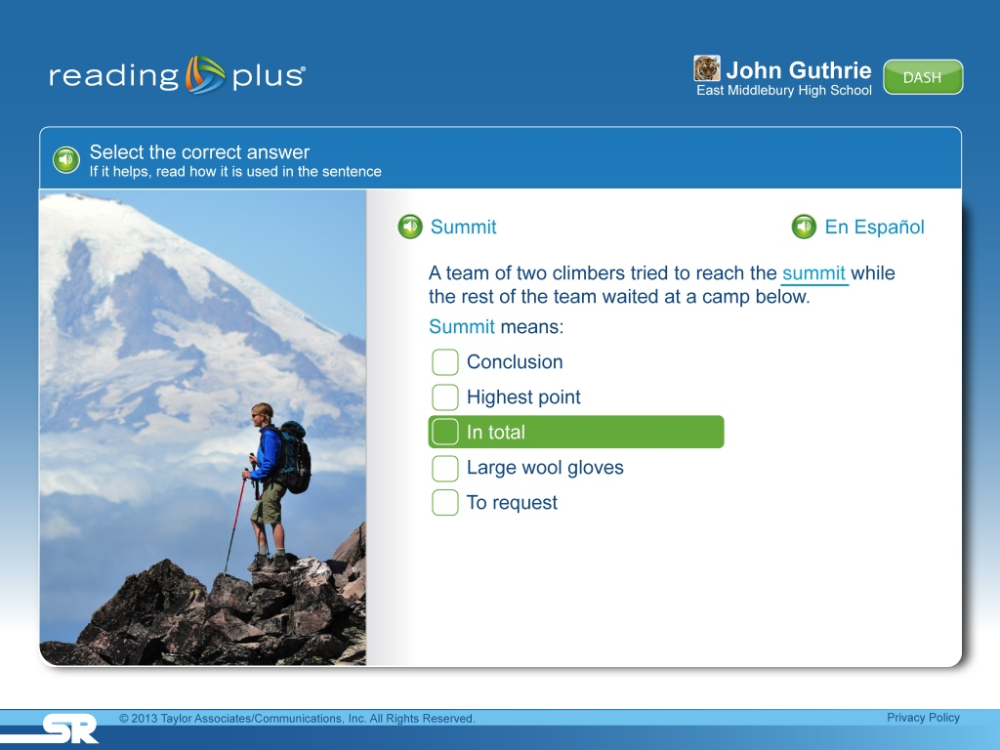 reading plus®
John Guthrie
East Middlebury High School
DASH
Select the correct answer
If it helps, read how it is used in the sentence
Summit
En Español
A team of two climbers tried to reach the summit while
the rest of the team waited at a camp below.
Summit means:
Conclusion
Highest point
In total
Large wool gloves
To request
SR
© 2013 Taylor Associates/Communications, Inc. All Rights Reserved.
Privacy Policy